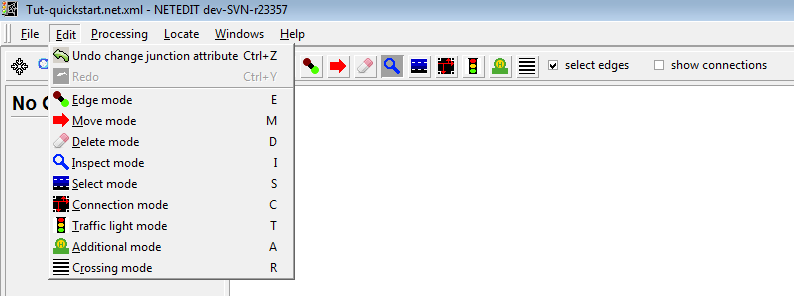 Tut-quickstart.net.xml - NETEDIT dev-SVN-r23357
File Edit Processing Locate Windows Help
select edges show connections
No
Undo change junction attribute Ctrl+Z
Redo Ctrl+Y
Edge mode E
Move mode M
Delete mode D
Inspect mode I
Select mode S
Connection mode C
Traffic light mode T
Additional mode A
Crossing mode R